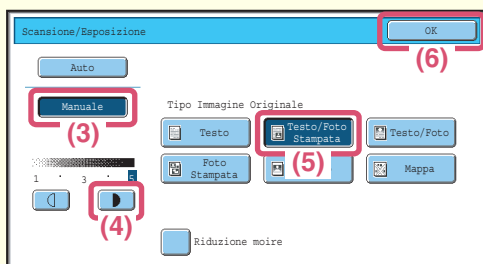 Scansione/Esposizione
OK
(6)
Auto
Manuale
(3)
Tipo Immagine Originale
Testo
Testo/Foto
Stampata
Testo/Foto
(5)
Foto
Stampata
Mappa
1 3 5
(4)
Riduzione moire